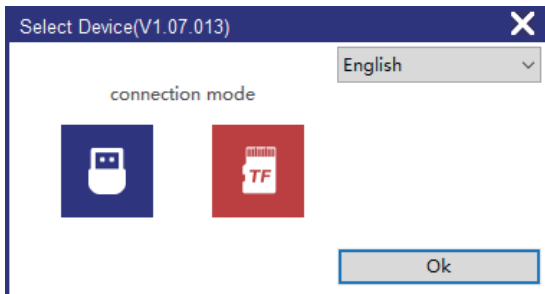 Select Device(V1.07.013)
English
connection mode
TF
Ok